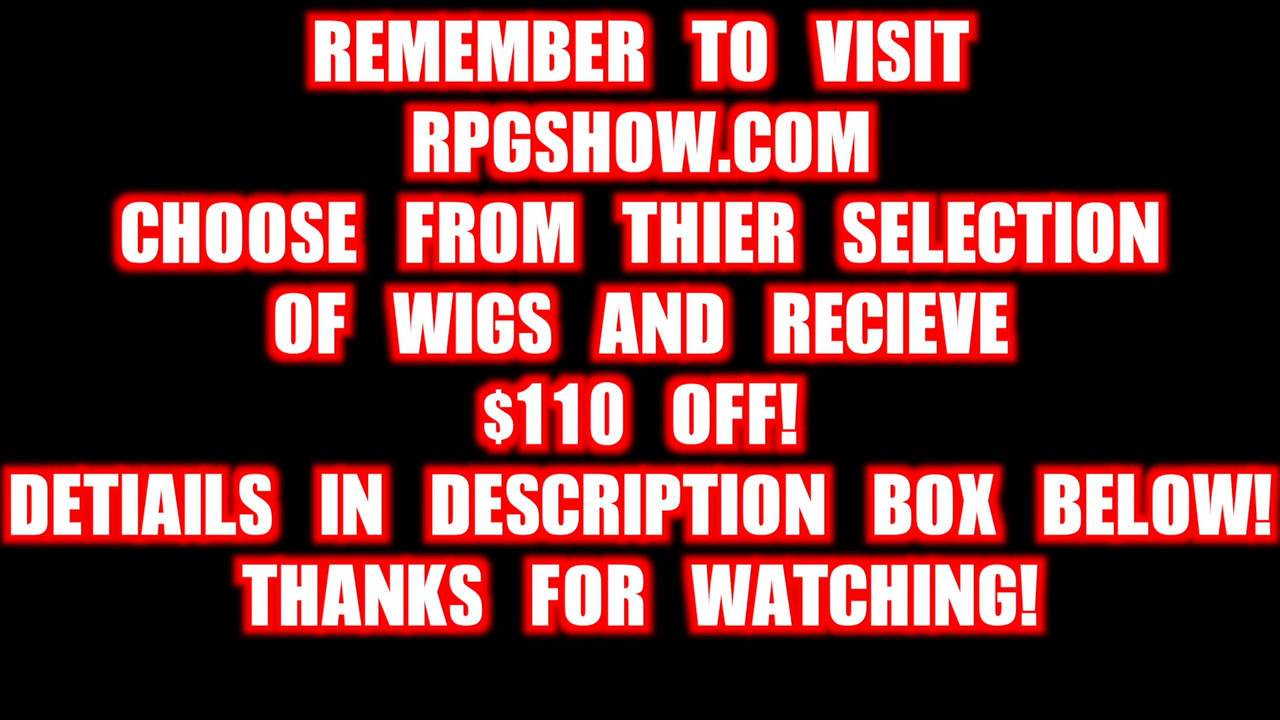 REMEMBER TO VISIT
RPGSHOW.COM
CHOOSE FROM THIER SELECTION
OF WIGS AND RECIEVE
$110 OFF!
DETIAILS IN DESCRIPTION BOX BELOW!
THANKS FOR WATCHING!